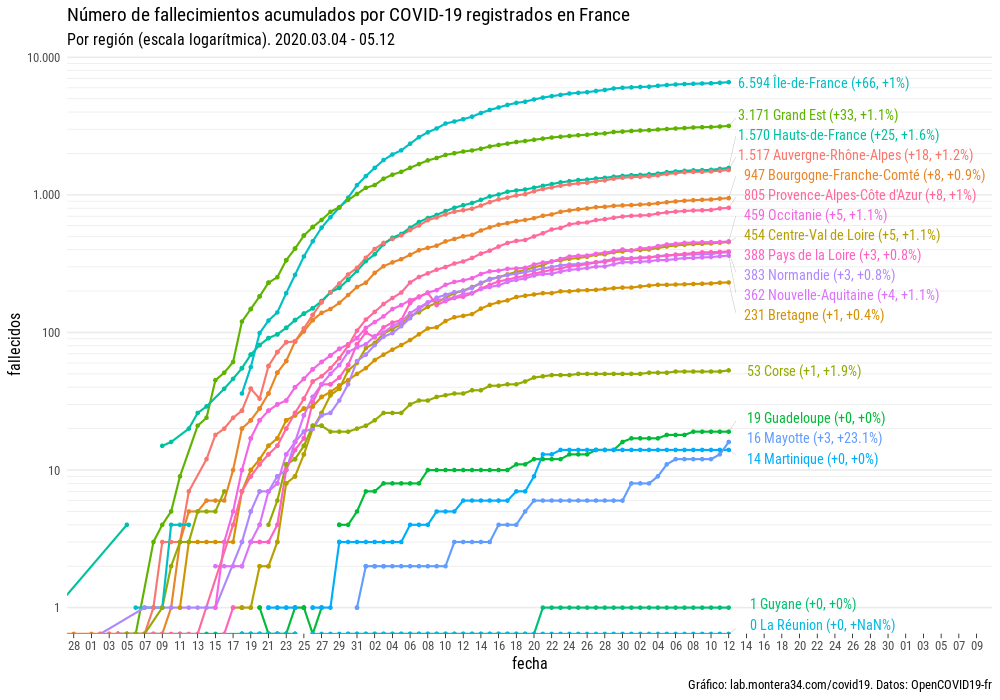 Número de fallecimientos acumulados por COVID-19 registrados en France
Por región (escala logarítmica). 2020.03.04 - 05.12
10.000
1.000
100
10
1
fallecidos
6.594 Île-de-France (+66, +1%)
3.171 Grand Est (+33, +1.1%)
1.570 Hauts-de-France (+25, +1.6%)
1.517 Auvergne-Rhône-Alpes (+18, +1.2%)
947 Bourgogne-Franche-Comté (+8, +0.9%)
805 Provence-Alpes-Côte d'Azur (+8, +1%)
459 Occitanie (+5, +1.1%)
454 Centre-Val de Loire (+5, +1.1%)
388 Pays de la Loire (+3, +0.8%)
383 Normandie (+3, +0.8%)
362 Nouvelle-Aquitaine (+4, +1.1%)
231 Bretagne (+1, +0.4%)
53 Corse (+1, +1.9%)
19 Guadeloupe (+0, +0%)
16 Mayotte (+3, +23.1%)
14 Martinique (+0, +0%)
1 Guyane (+0, +0%)
0 La Réunion (+0, +NaN%)
28 01 03 05 07 09 11 13 15 17 19 21 23 25 27 29 31 02 04 06 08 10 12 14 16 18 20 22 24 26 28 30 02 04 06 08 10 12 14 16 18 20 22 24 26 28 30 01 03 05 07 09
fecha
Gráfico: lab.montera34.com/covid19. Datos: OpenCOVID19-fr